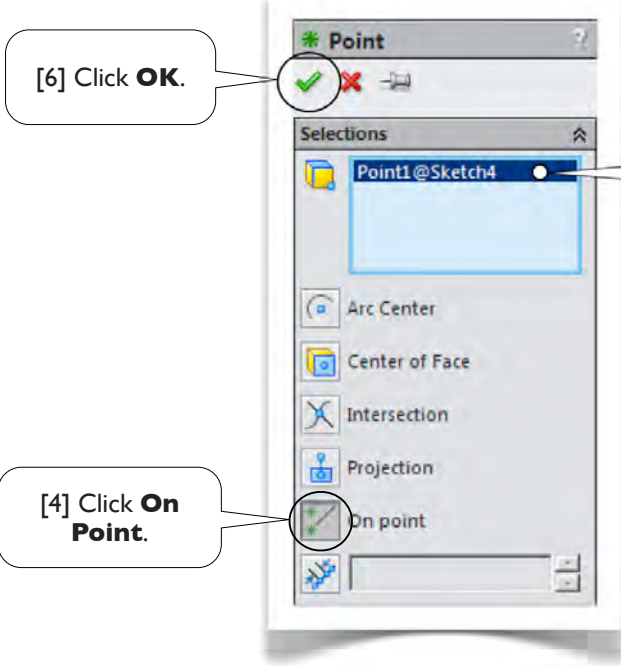 Point
?
[6] Click OK.
Selections
Point1@Sketch4
Arc Center
Center of Face
Intersection
Projection
[4] Click On
Point.
On point